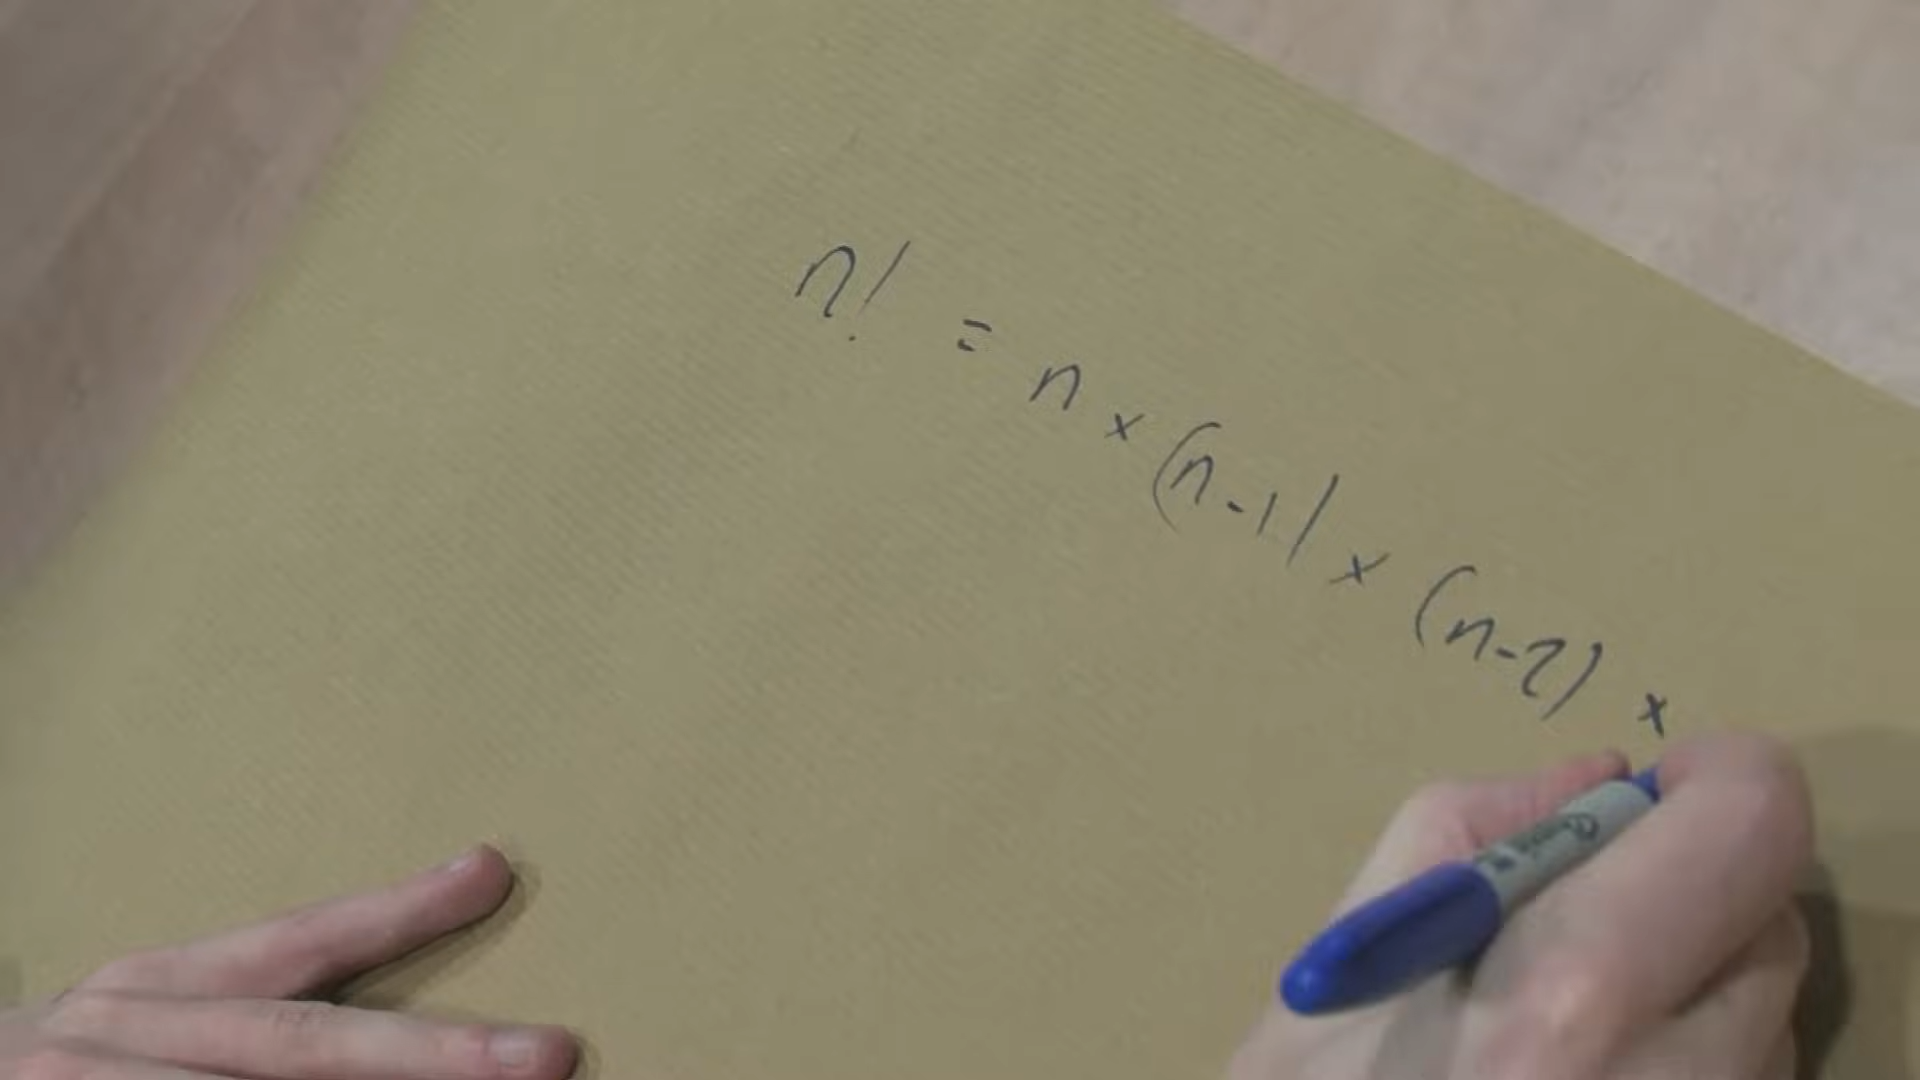 n! = n × (n-1) × (n-2) ×